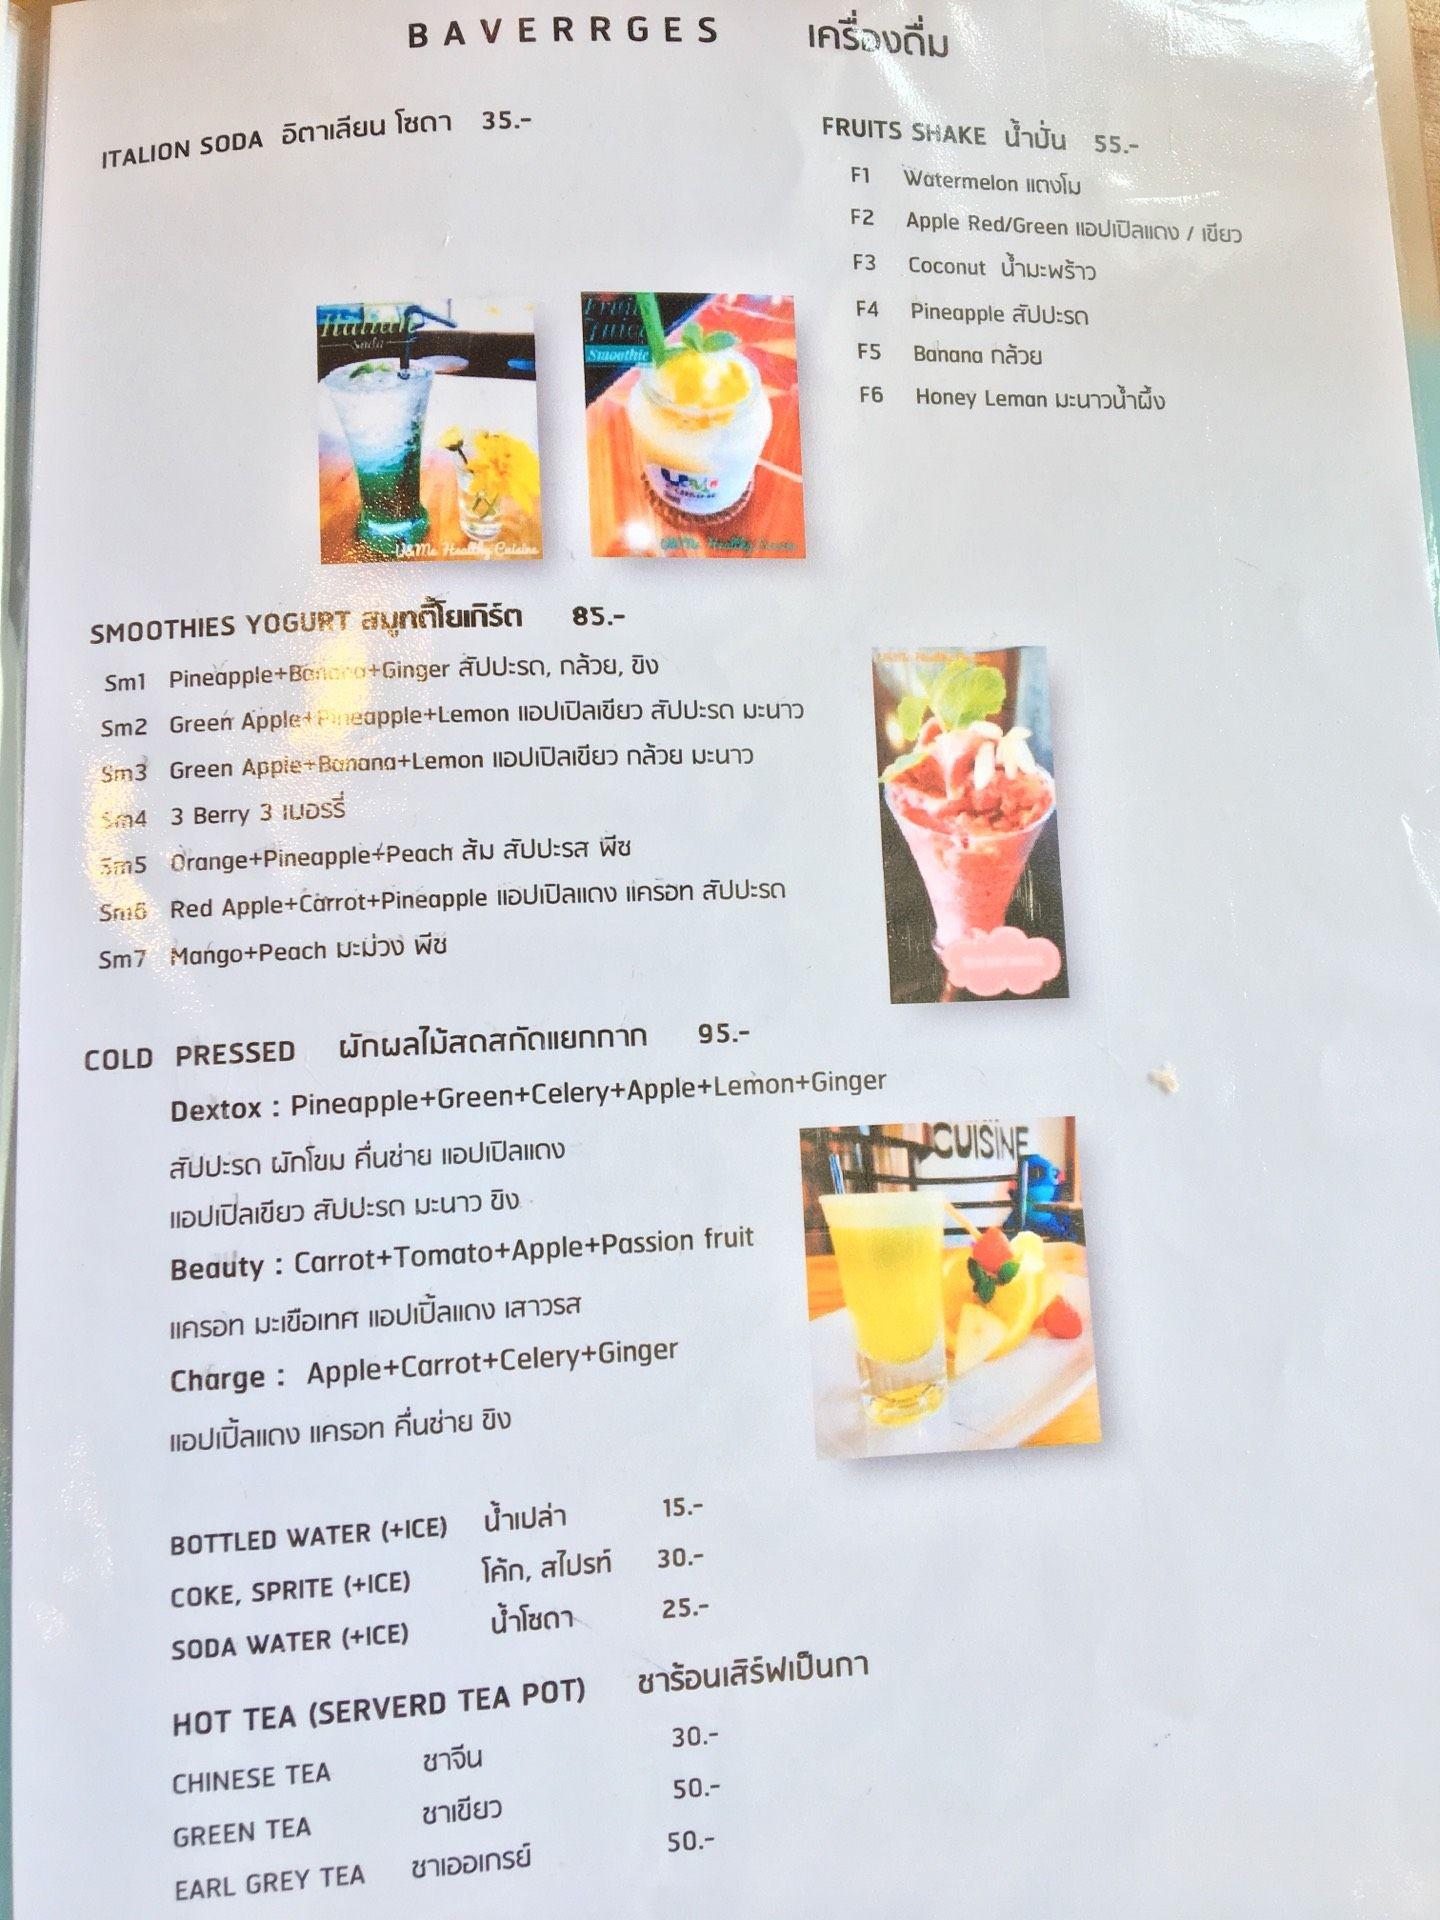 BAVERRGES เครื่องดื่ม
ITALION SODA อิตาเลียน โซดา 35.-
FRUITS SHAKE น้ำปั่น 55.-
F1 Watermelon แตงโม
F2 Apple Red/Green แอปเปิลแดง / เขียว
F3 Coconut น้ำมะพร้าว
F4 Pineapple สัปปะรด
F5 Banana กล้วย
F6 Honey Leman มะนาวน้ำผึ้ง
Italian
Soda
U&Me Healthy Cuisine
Fruit
Juice
Smoothie
U&Me Healthy
SMOOTHIES YOGURT สมูทตี้โยเกิร์ต 85.-
Sm1 Pineapple+Banana+Ginger สัปปะรด, กล้วย, ขิง
Sm2 Green Apple+Pineapple+Lemon แอปเปิลเขียว สัปปะรด มะนาว
Sm3 Green Apple+Banana+Lemon แอปเปิลเขียว กล้วย มะนาว
Sm4 3 Berry 3 เบอรรี่
Sm5 Orange+Pineapple+Peach ส้ม สัปปะรส พีช
Sm6 Red Apple+Carrot+Pineapple แอปเปิลแดง แครอท สัปปะรด
Sm7 Mango+Peach มะม่วง พีช
COLD PRESSED ผักผลไม้สดสกัดแยกกาก 95.-
Dextox : Pineapple+Green+Celery+Apple+Lemon+Ginger
สัปปะรด ผักโขม คื่นช่าย แอปเปิลแดง
แอปเปิลเขียว สัปปะรด มะนาว ขิง
Beauty : Carrot+Tomato+Apple+Passion fruit
แครอท มะเขือเทศ แอปเปิ้ลแดง เสาวรส
Charge : Apple+Carrot+Celery+Ginger
แอปเปิ้ลแดง แครอท คื่นช่าย ขิง
CUISINE
BOTTLED WATER (+ICE) น้ำเปล่า 15.-
COKE, SPRITE (+ICE) โค้ก, สไปรท์ 30.-
SODA WATER (+ICE) น้ำโซดา 25.-
HOT TEA (SERVERD TEA POT) ชาร้อนเสิร์ฟเป็นกา
CHINESE TEA ชาจีน 30.-
GREEN TEA ชาเขียว 50.-
EARL GREY TEA ชาเออเกรย์ 50.-